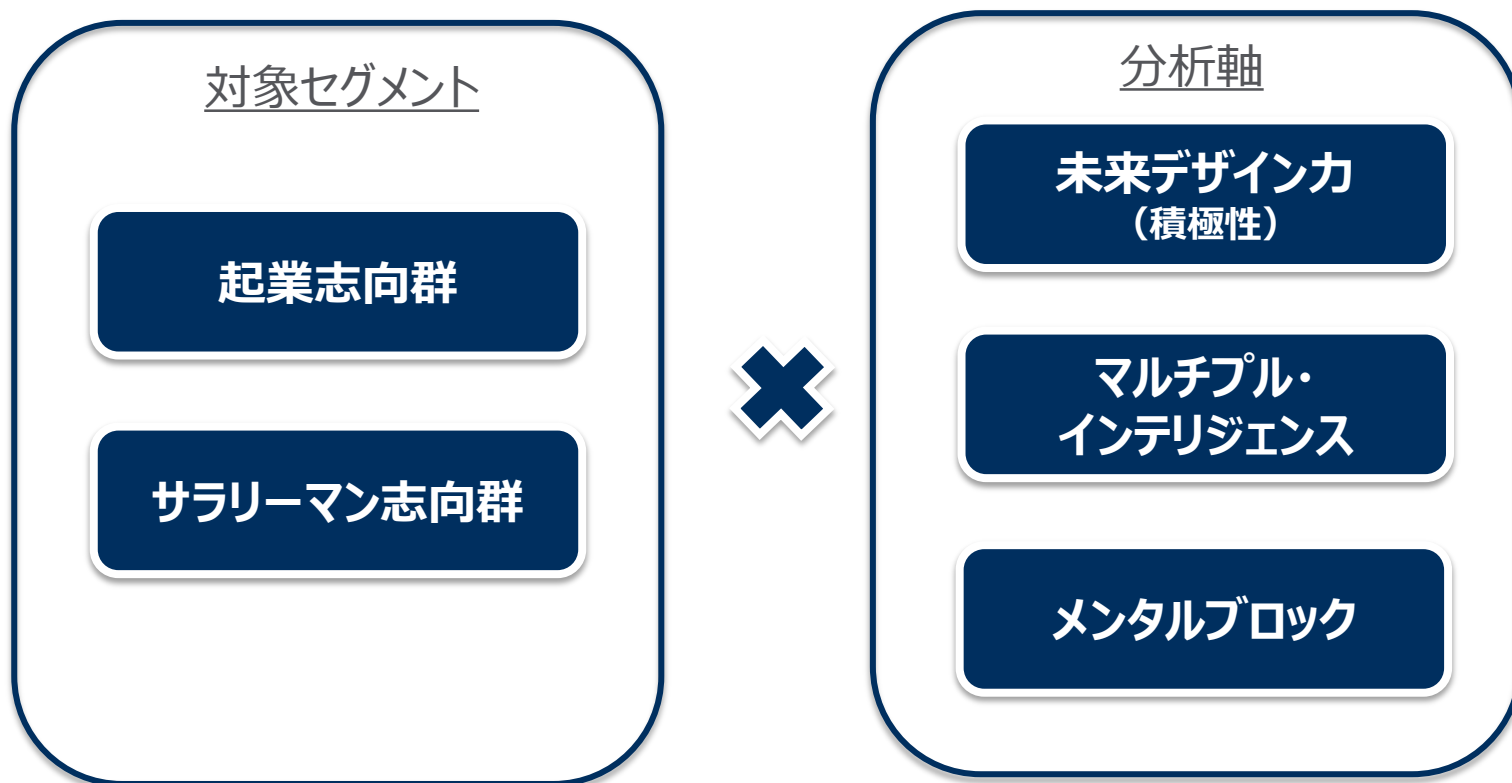 対象セグメント
起業志向群
サラリーマン志向群
分析軸
未来デザイン力
（積極性）
マルチプル・
インテリジェンス
メンタルブロック